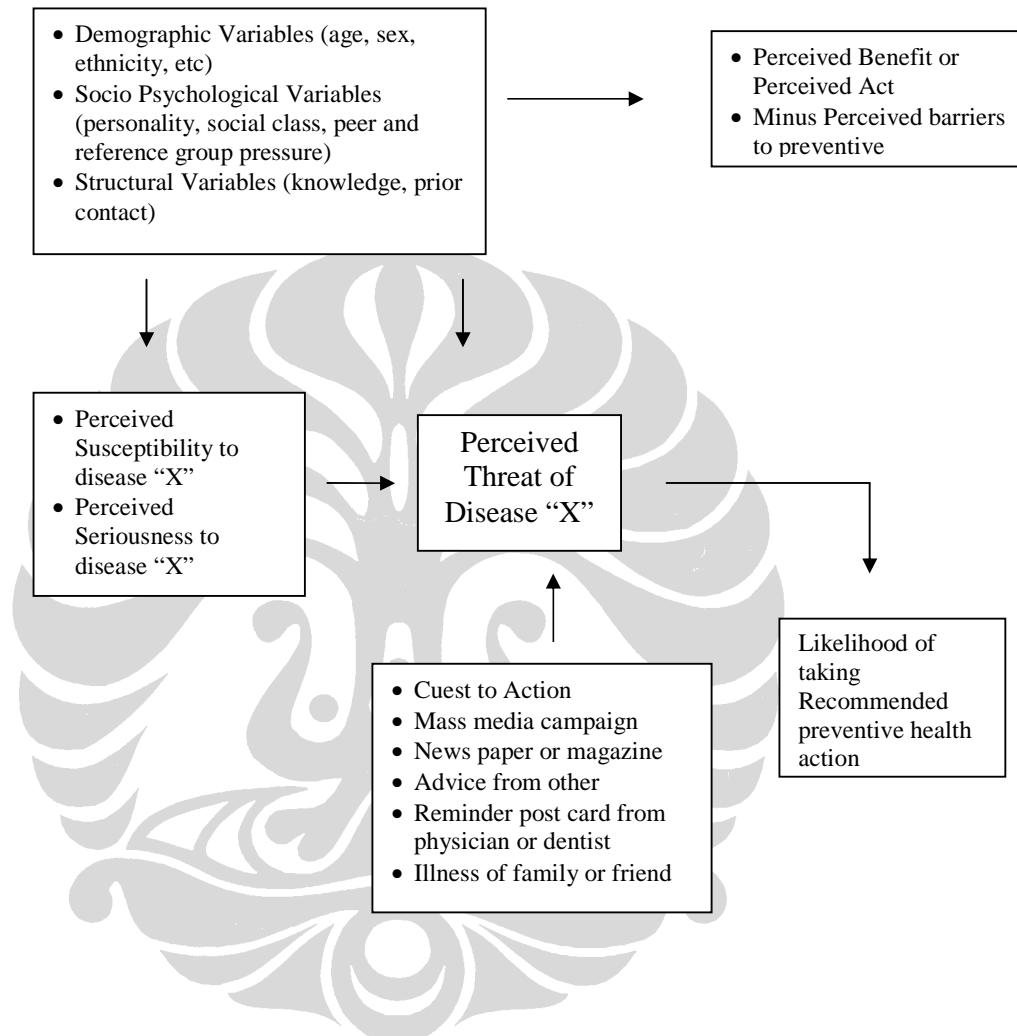 • Demographic Variables (age, sex,
ethnicity, etc)
• Socio Psychological Variables
(personality, social class, peer and
reference group pressure)
• Structural Variables (knowledge, prior
contact)
• Perceived Benefit or
Perceived Act
• Minus Perceived barriers
to preventive
• Perceived
Susceptibility to
disease “X”
• Perceived
Seriousness to
disease “X”
Perceived
Threat of
Disease “X”
• Cuest to Action
• Mass media campaign
• News paper or magazine
• Advice from other
• Reminder post card from
physician or dentist
• Illness of family or friend
Likelihood of
taking
Recommended
preventive health
action